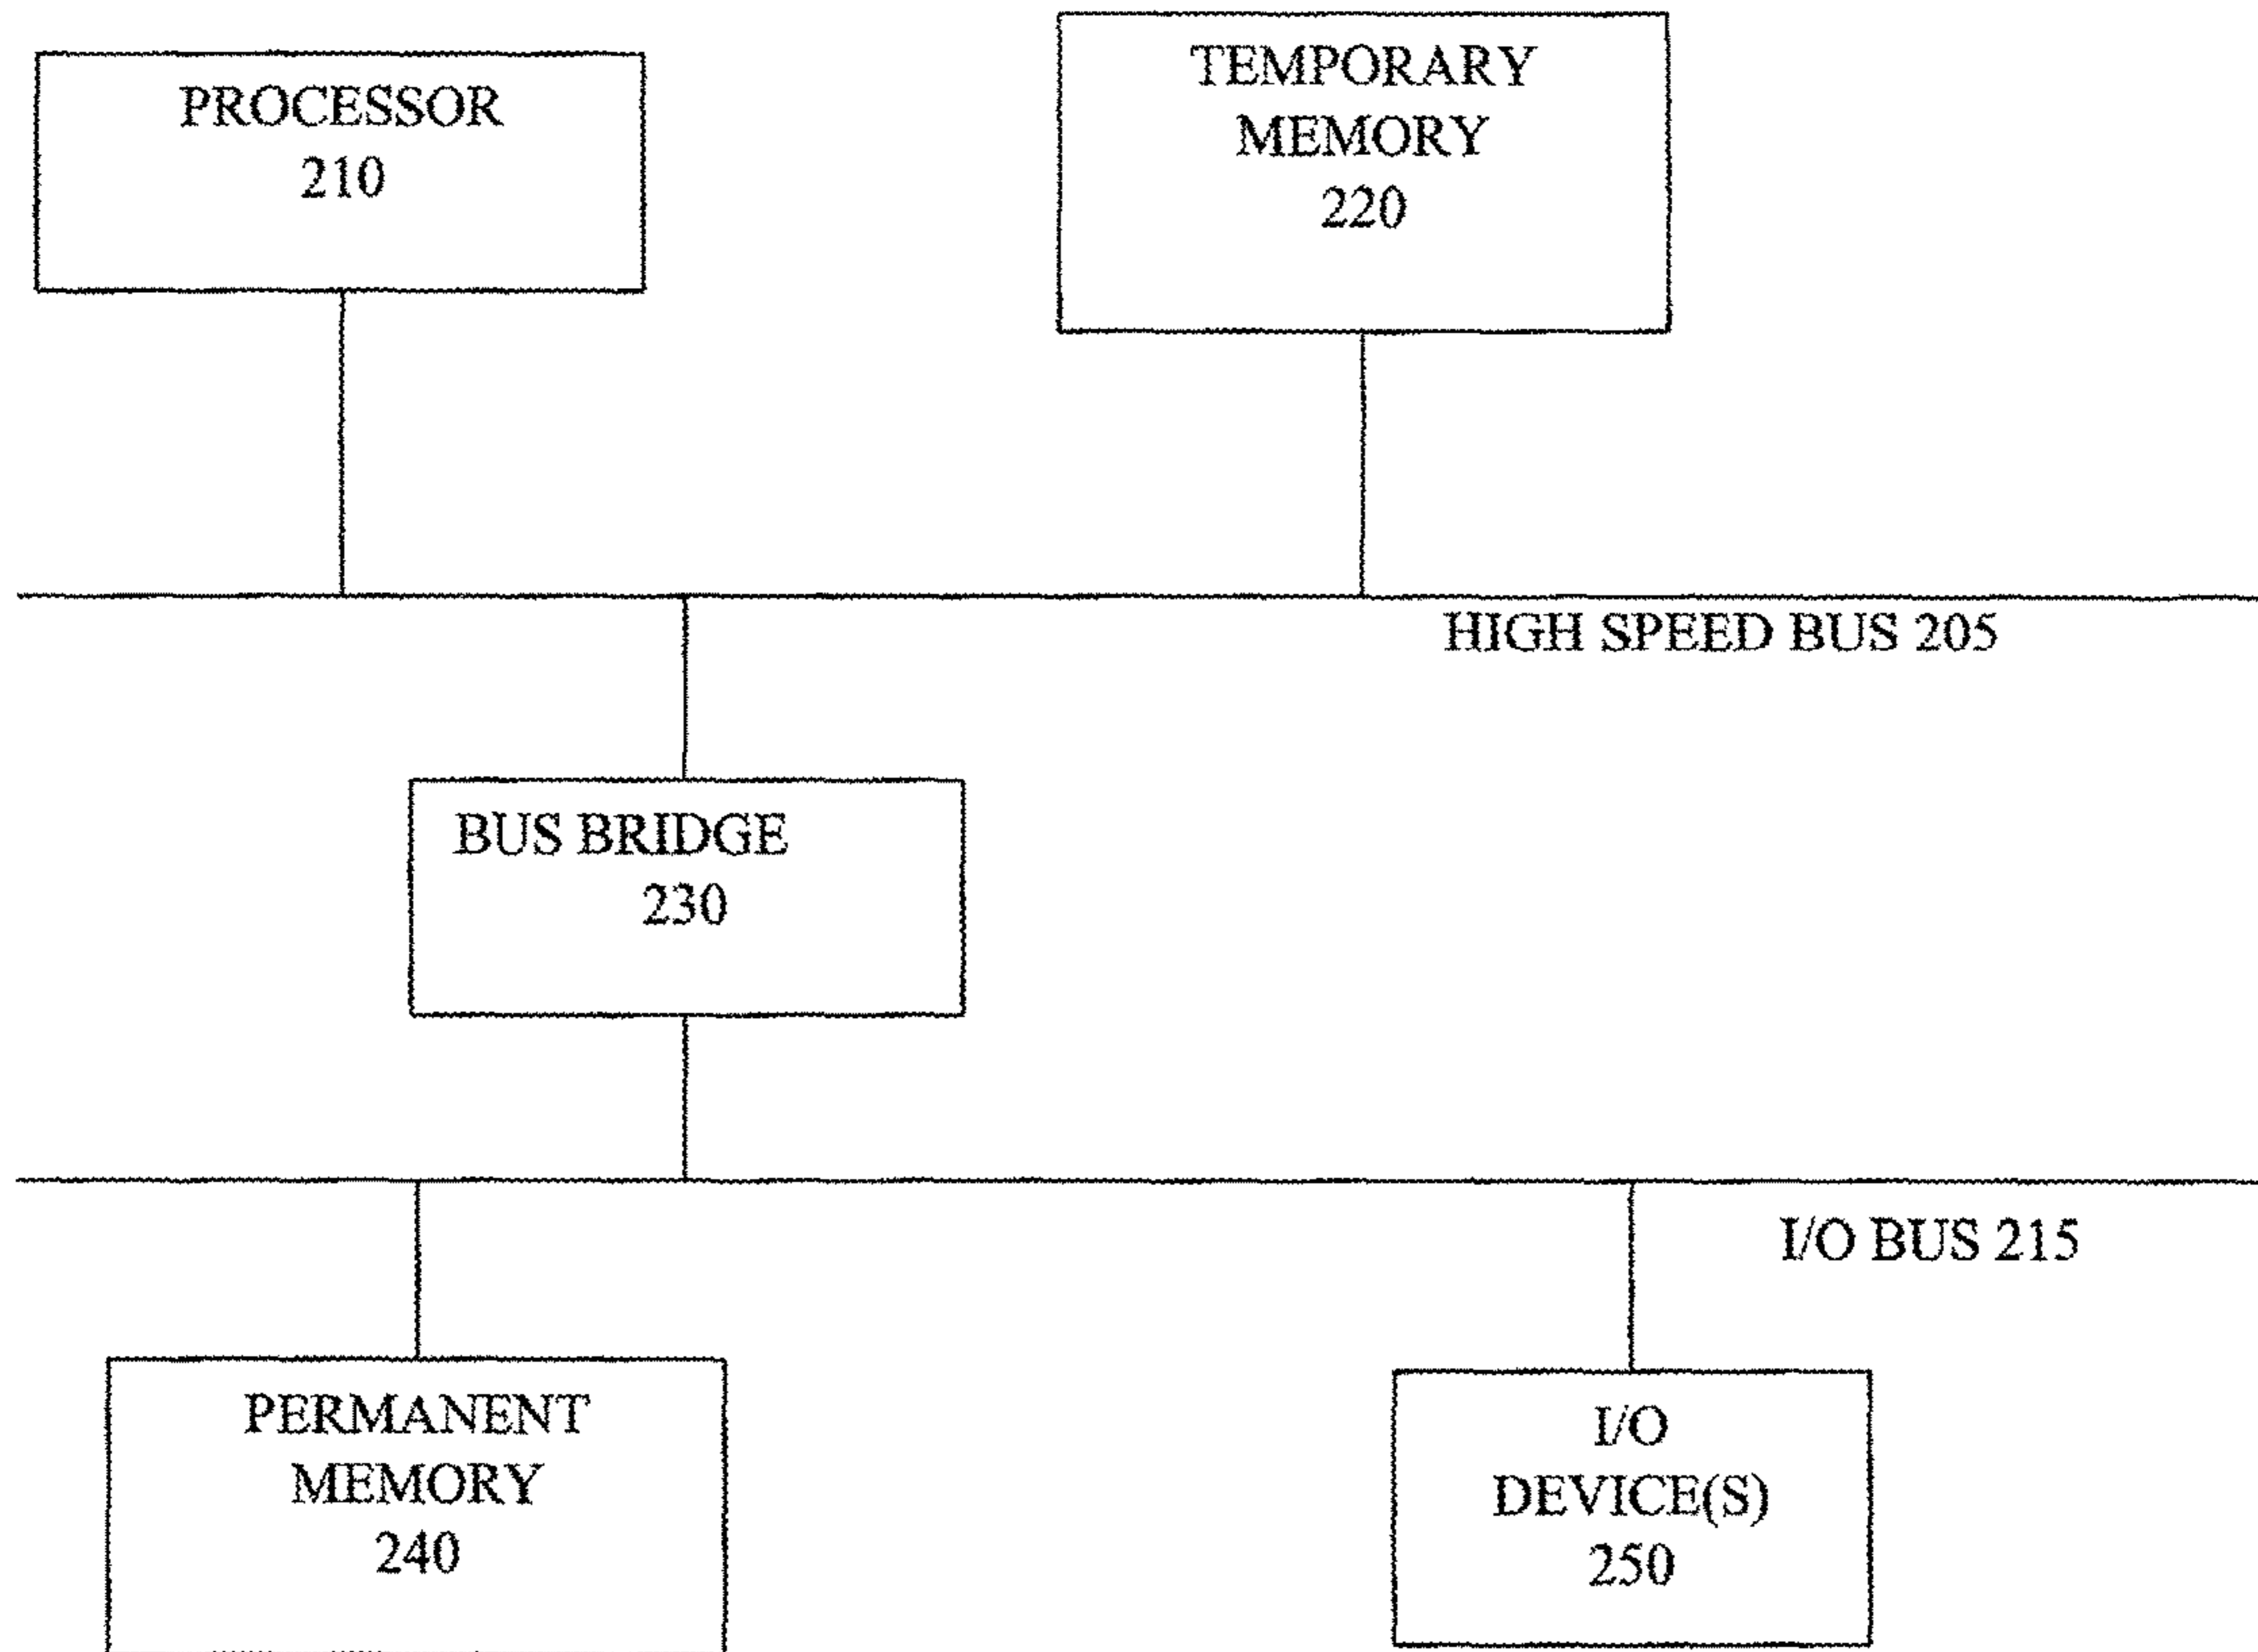 PROCESSOR
210
TEMPORARY
MEMORY
220
HIGH SPEED BUS 205
BUS BRIDGE
230
I/O BUS 215
PERMANENT
MEMORY
240
I/O
DEVICE(S)
250